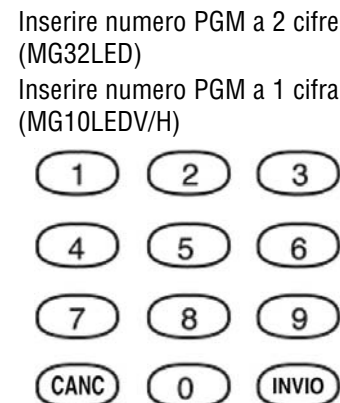 Inserire numero PGM a 2 cifre
(MG32LED)
Inserire numero PGM a 1 cifra
(MG10LEDV/H)
1 2 3
4 5 6
7 8 9
CANC 0 INVIO